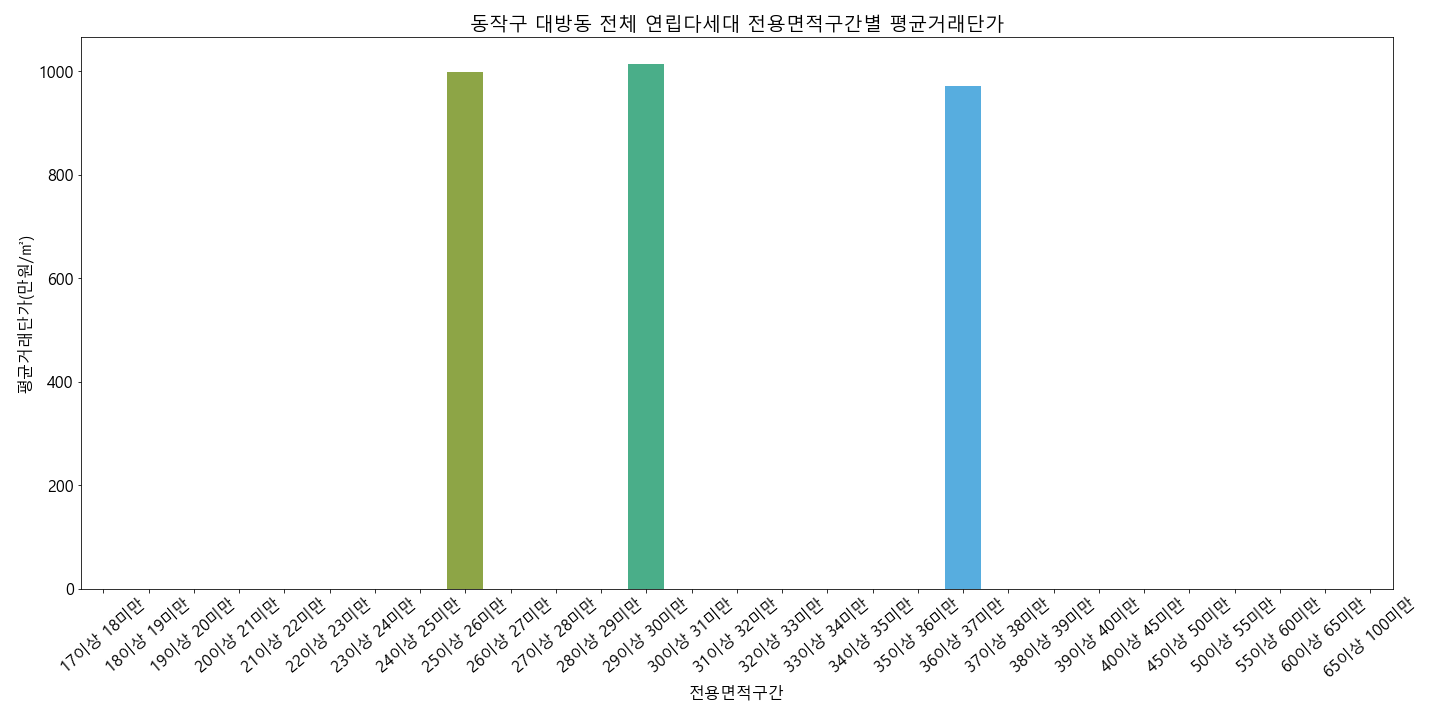 동작구 대방동 전체 연립다세대 전용면적구간별 평균거래단가
평균거래단가(만원/㎡)
1000
800
600
400
200
0
17이상 18미만
18이상 19미만
19이상 20미만
20이상 21미만
21이상 22미만
22이상 23미만
23이상 24미만
24이상 25미만
25이상 26미만
26이상 27미만
27이상 28미만
28이상 29미만
29이상 30미만
30이상 31미만
31이상 32미만
32이상 33미만
33이상 34미만
34이상 35미만
35이상 36미만
36이상 37미만
37이상 38미만
38이상 39미만
39이상 40미만
40이상 45미만
45이상 50미만
50이상 55미만
55이상 60미만
60이상 65미만
65이상 100미만
전용면적구간